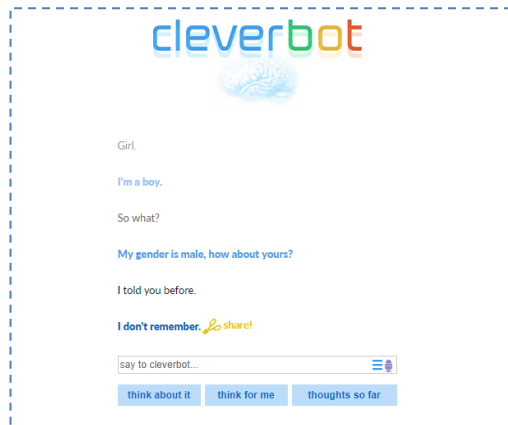 cleverbot
Girl.
I'm a boy.
So what?
My gender is male, how about yours?
I told you before.
I don't remember. share!
say to cleverbot...
think about it think for me thoughts so far